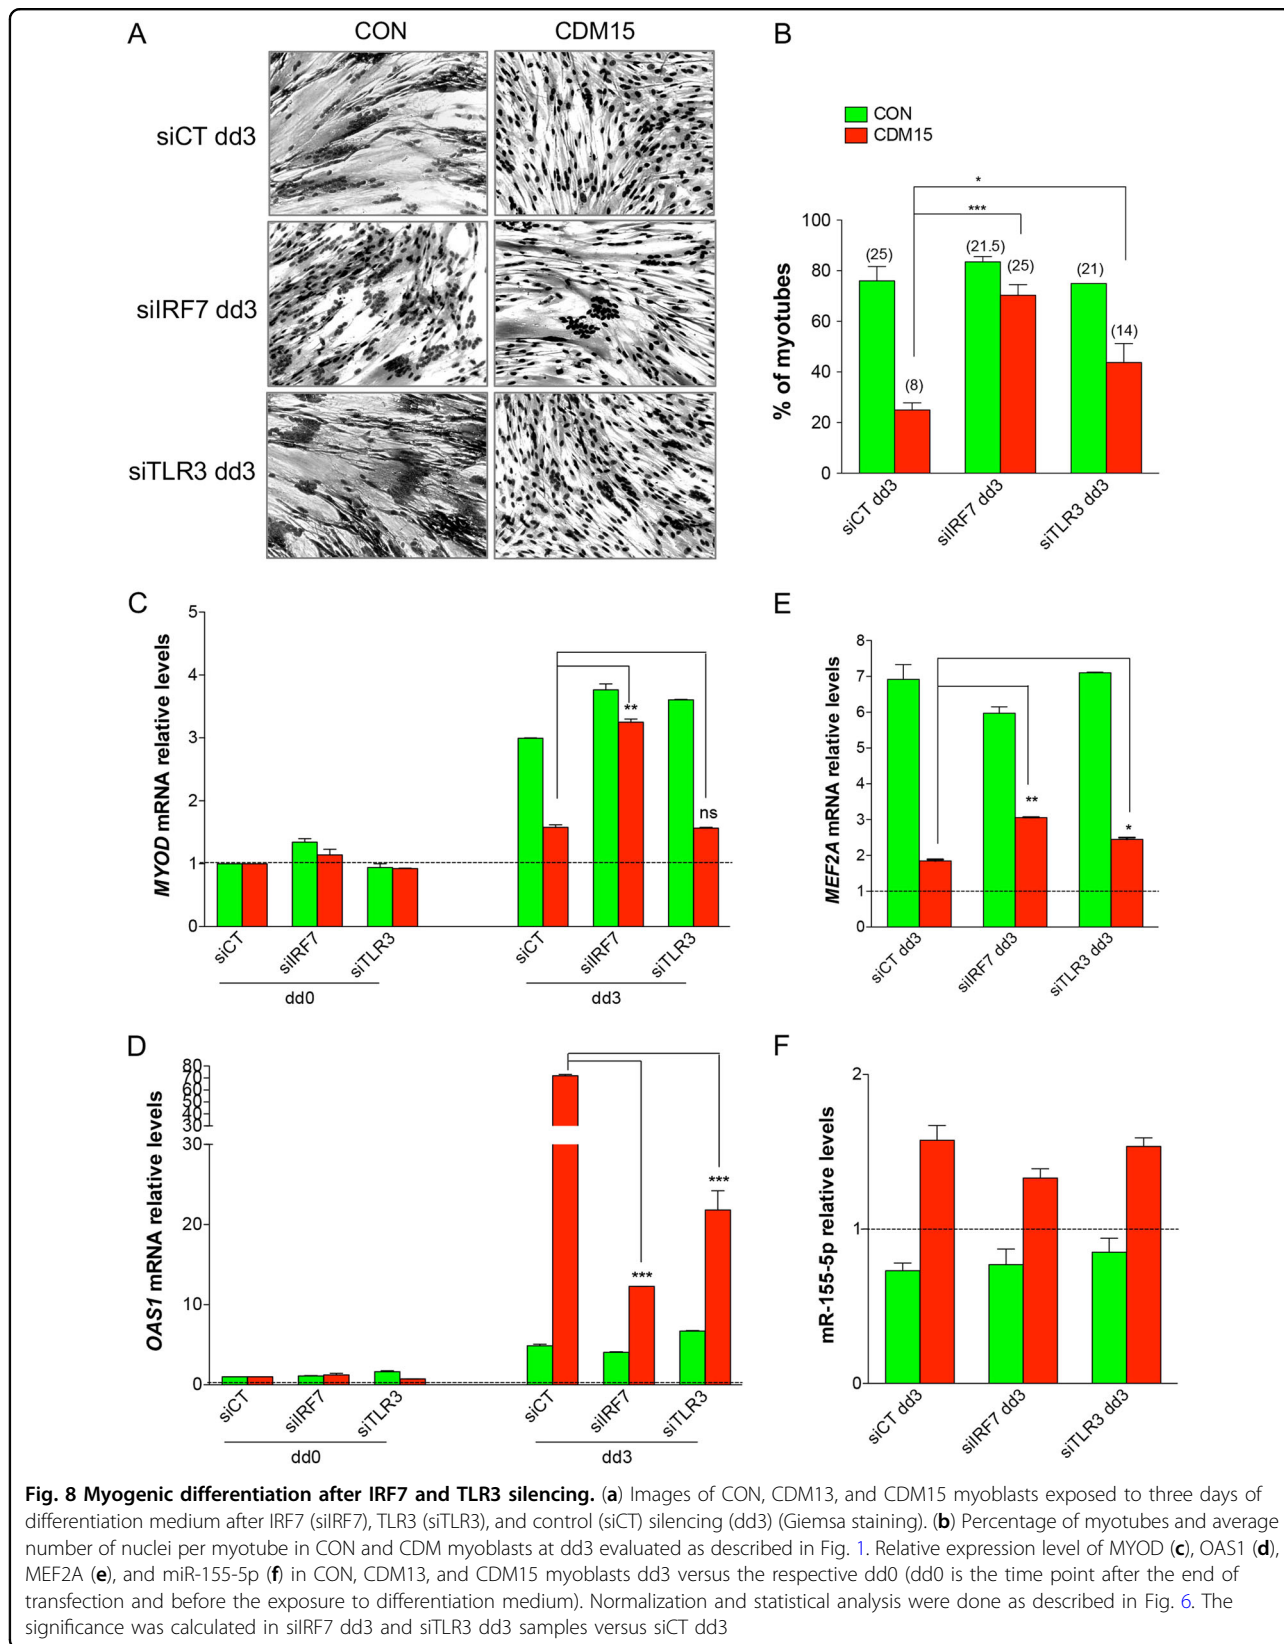 A
CON
CDM15
siCT dd3
siIRF7 dd3
siTLR3 dd3
B
CON
CDM15
*
***
% of myotubes
100
80
60
40
20
0
(25)
(8)
(21.5)
(25)
(21)
(14)
siCT dd3
siIRF7 dd3
siTLR3 dd3
C
MYOD mRNA relative levels
5
4
3
2
1
0
**
ns
siCT
siIRF7
siTLR3
siCT
siIRF7
siTLR3
dd0
dd3
E
MEF2A mRNA relative levels
8
7
6
5
4
3
2
1
0
**
*
siCT dd3
siIRF7 dd3
siTLR3 dd3
D
OAS1 mRNA relative levels
80
70
60
50
40
30
30
20
10
0
***
***
siCT
siIRF7
siTLR3
siCT
siIRF7
siTLR3
dd0
dd3
F
mR-155-5p relative levels
2
1
0
siCT dd3
siIRF7 dd3
siTLR3 dd3
Fig. 8 Myogenic differentiation after IRF7 and TLR3 silencing. (a) Images of CON, CDM13, and CDM15 myoblasts exposed to three days of
differentiation medium after IRF7 (siIRF7), TLR3 (siTLR3), and control (siCT) silencing (dd3) (Giemsa staining). (b) Percentage of myotubes and average
number of nuclei per myotube in CON and CDM myoblasts at dd3 evaluated as described in Fig. 1. Relative expression level of MYOD (c), OAS1 (d),
MEF2A (e), and miR-155-5p (f) in CON, CDM13, and CDM15 myoblasts dd3 versus the respective dd0 (dd0 is the time point after the end of
transfection and before the exposure to differentiation medium). Normalization and statistical analysis were done as described in Fig. 6. The
significance was calculated in siIRF7 dd3 and siTLR3 dd3 samples versus siCT dd3